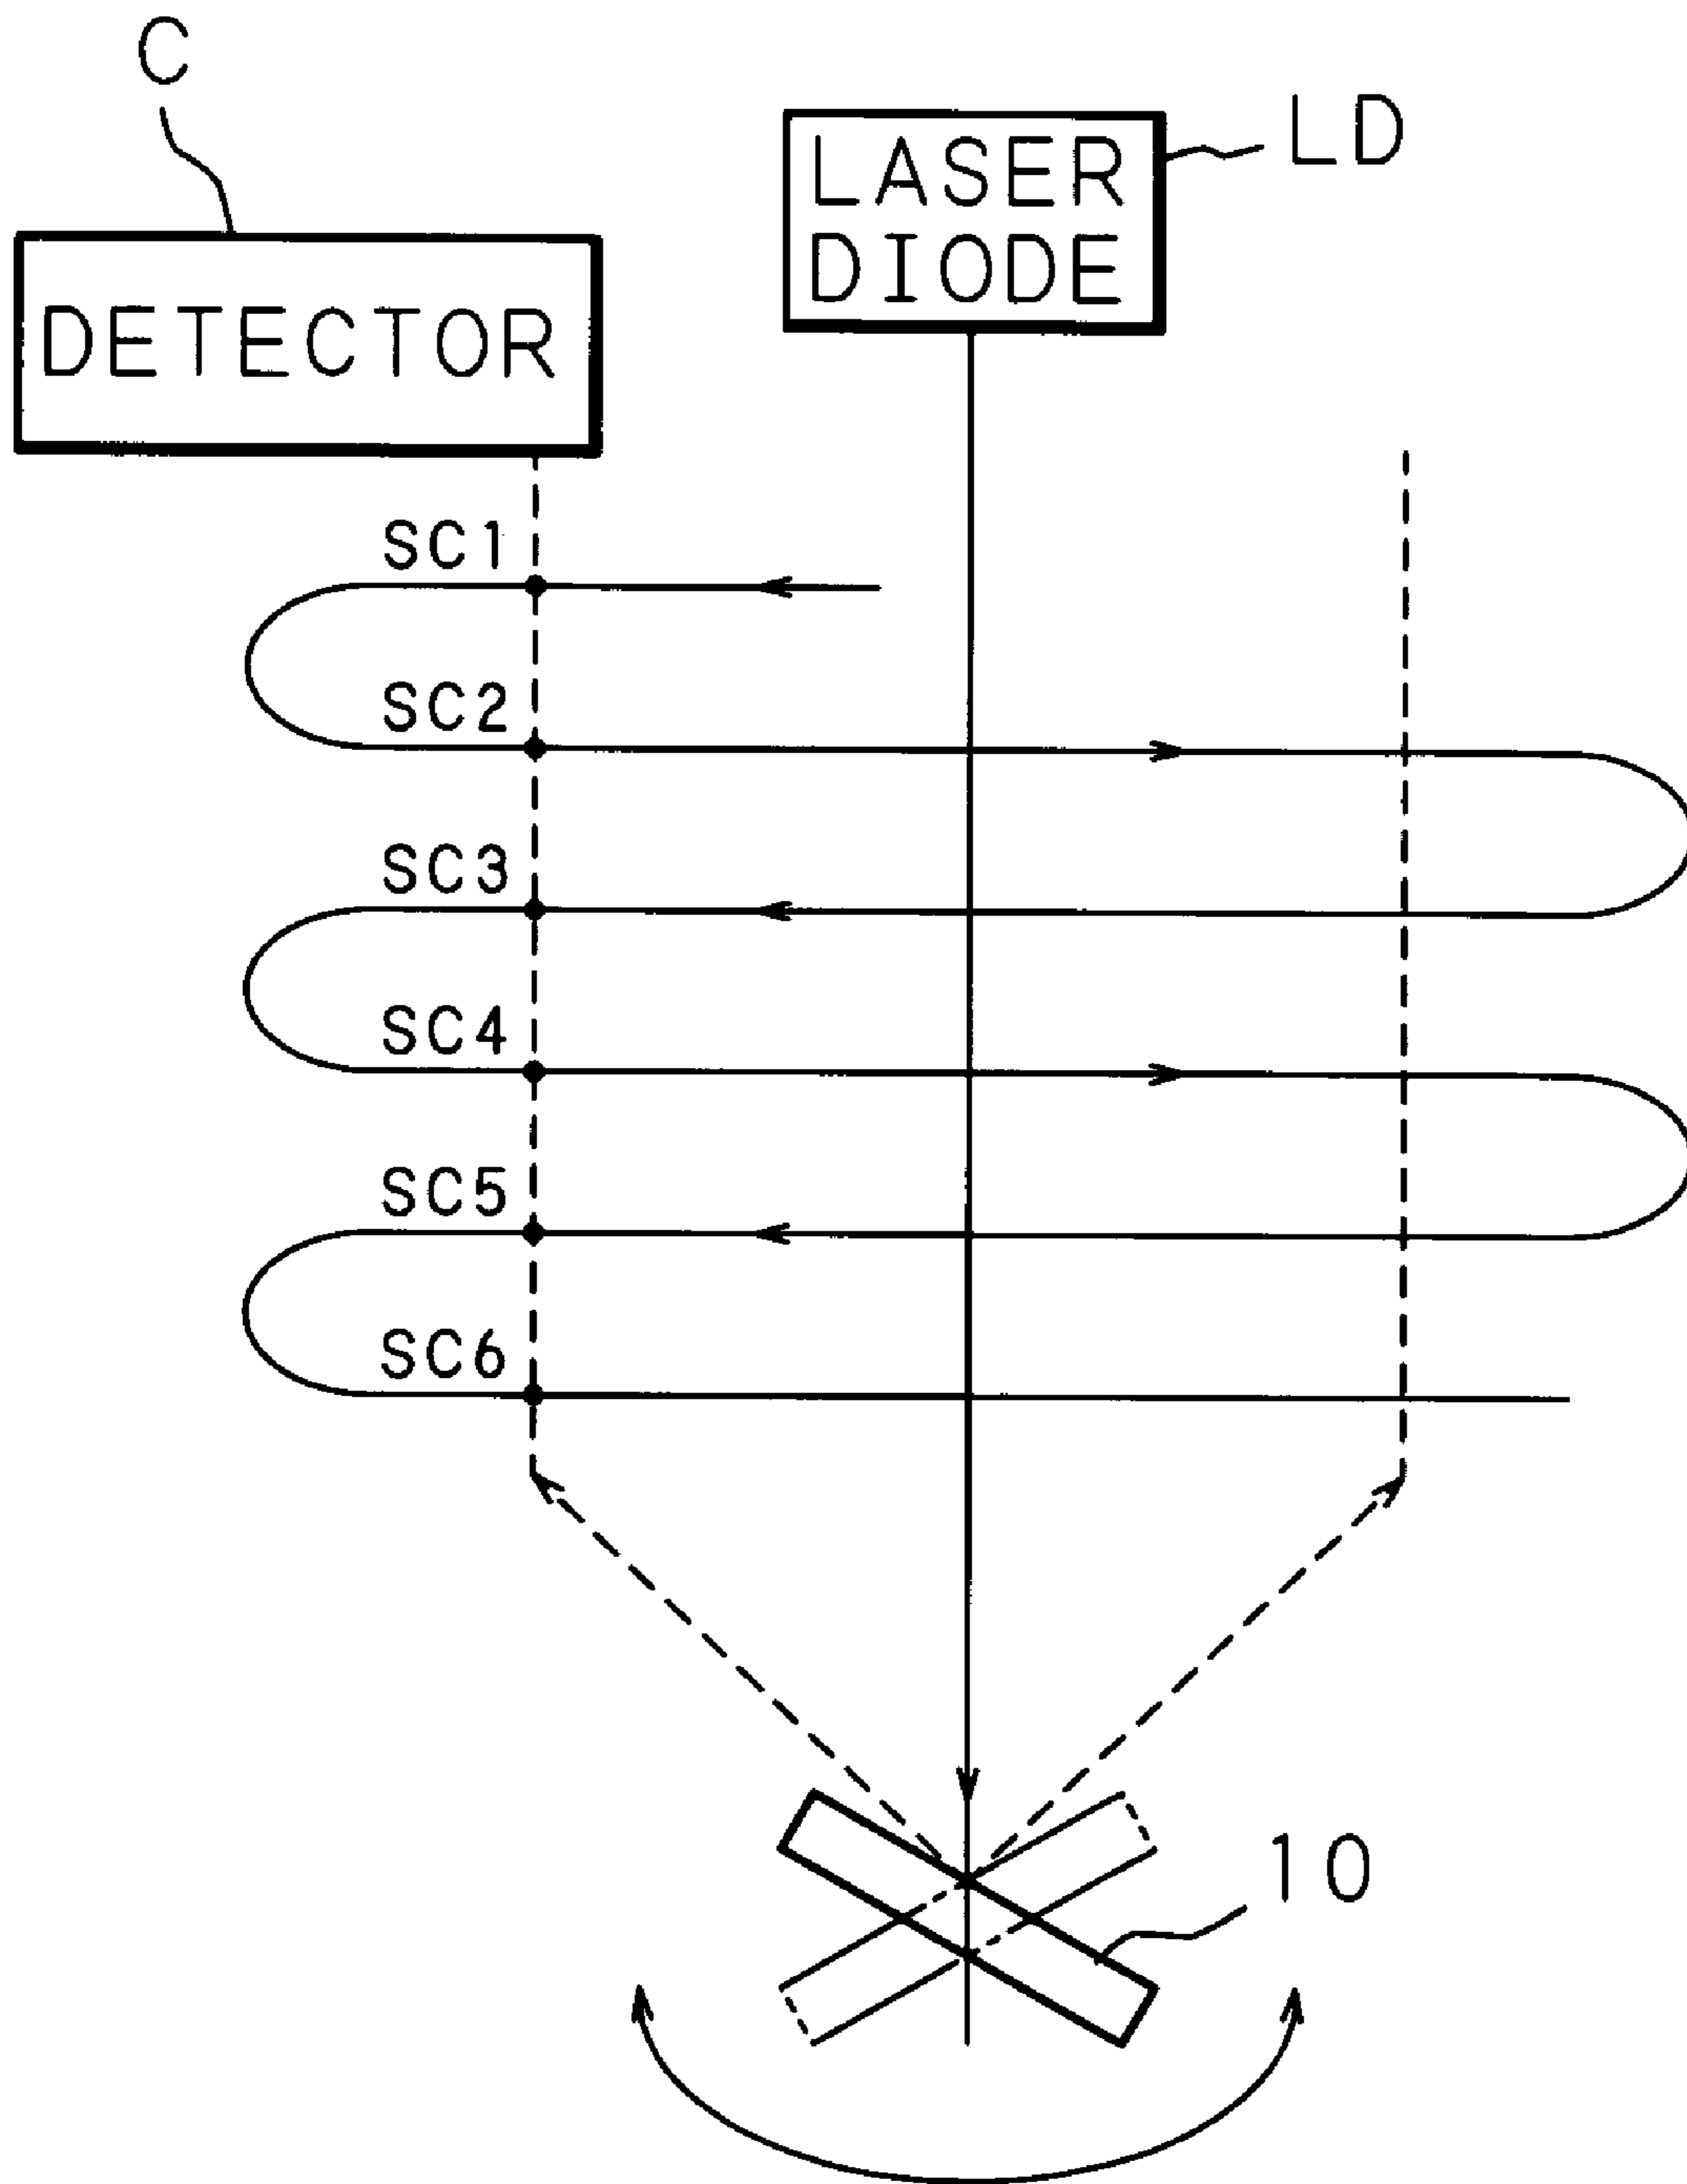 C
LD
LASER
DIODE
DETECTOR
SC1
SC2
SC3
SC4
SC5
SC6
10